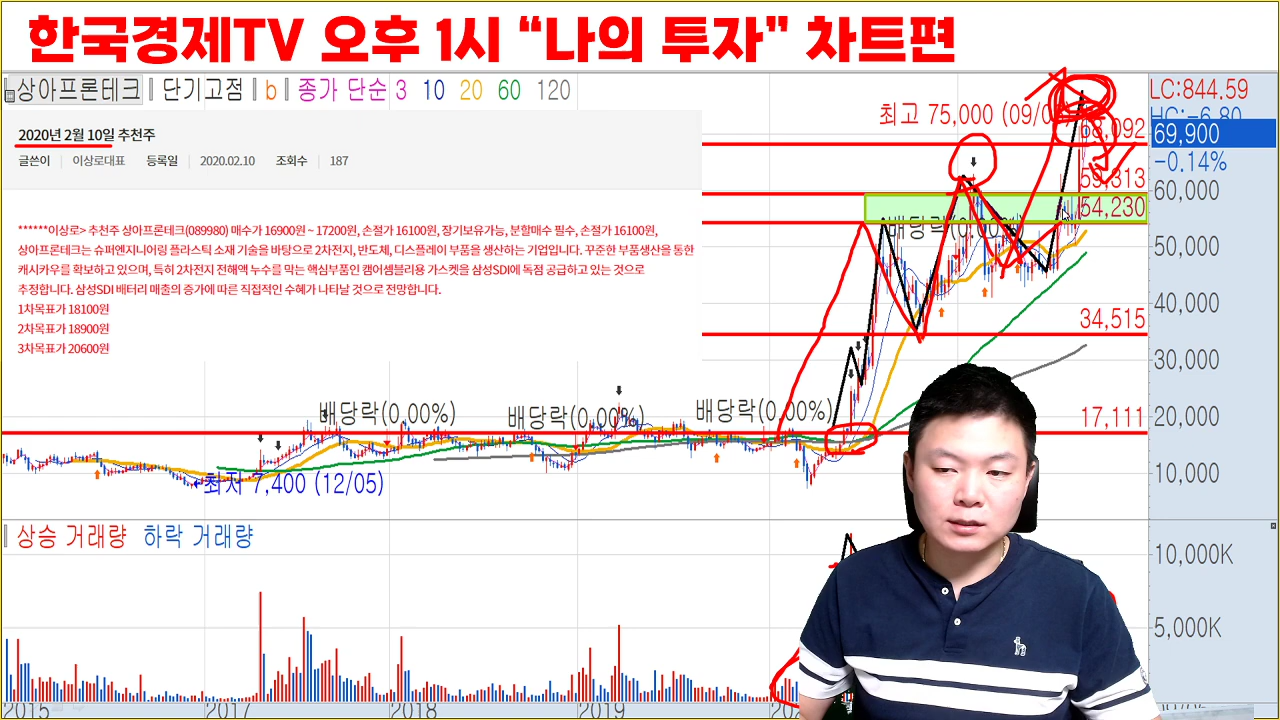 한국경제TV 오후 1시 “나의 투자” 차트편
상아프론테크 단기고점 b 종가 단순 3 10 20 60 120
2020년 2월 10일 추천주
글쓴이 이상로대표 등록일 2020.02.10 조회수 187
******이상로> 추천주 상아프론테크(089980) 매수가 16900원 ~ 17200원, 손절가 16100원, 장기보유가능, 분할매수 필수, 손절가 16100원,
상아프론테크는 슈퍼엔지니어링 플라스틱 소재 기술을 바탕으로 2차전지, 반도체, 디스플레이 부품을 생산하는 기업입니다. 꾸준한 부품생산을 통한
캐시카우를 확보하고 있으며, 특히 2차전지 전해액 누수를 막는 핵심부품인 캡어셈블리용 가스켓을 삼성SDI에 독점 공급하고 있는 것으로
추정합니다. 삼성SDI 배터리 매출의 증가에 따른 직접적인 수혜가 나타날 것으로 전망합니다.
1차목표가 18100원
2차목표가 18900원
3차목표가 20600원
LC:844.59
HC:-6.80
최고 75,000 (09/
68,092
69,900
-0.14%
59,313
60,000
54,230
배당락(0,00%)
50,000
40,000
34,515
30,000
배당락(0,00%) 배당락(0,00%) 배당락(0,00%)
17,111
20,000
10,000
최저 7,400 (12/05)
상승 거래량 하락 거래량
10,000K
5,000K
2015 2017 2018 2019